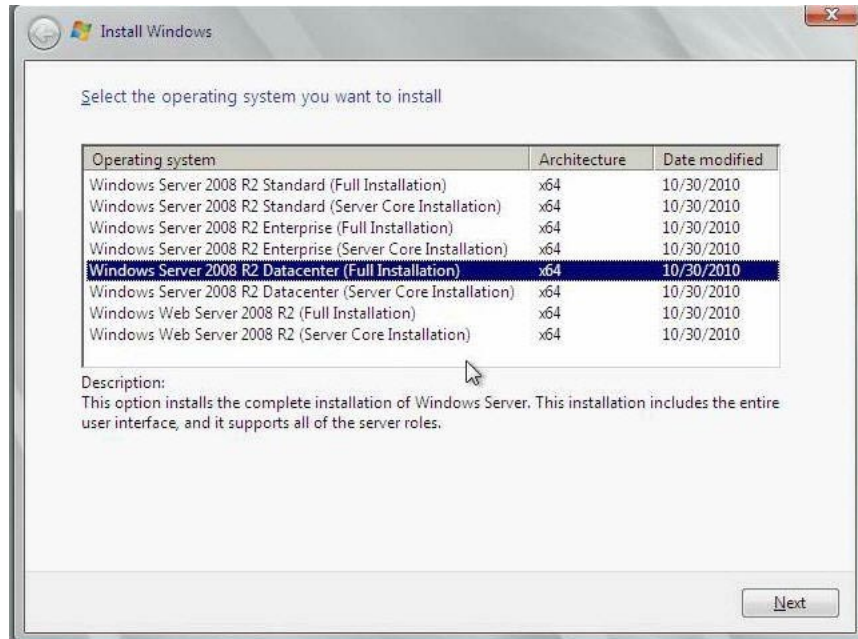 Install Windows
Select the operating system you want to install
Operating system Architecture Date modified
Windows Server 2008 R2 Standard (Full Installation) x64 10/30/2010
Windows Server 2008 R2 Standard (Server Core Installation) x64 10/30/2010
Windows Server 2008 R2 Enterprise (Full Installation) x64 10/30/2010
Windows Server 2008 R2 Enterprise (Server Core Installation) x64 10/30/2010
Windows Server 2008 R2 Datacenter (Full Installation) x64 10/30/2010
Windows Server 2008 R2 Datacenter (Server Core Installation) x64 10/30/2010
Windows Web Server 2008 R2 (Full Installation) x64 10/30/2010
Windows Web Server 2008 R2 (Server Core Installation) x64 10/30/2010
Description:
This option installs the complete installation of Windows Server. This installation includes the entire
user interface, and it supports all of the server roles.
Next